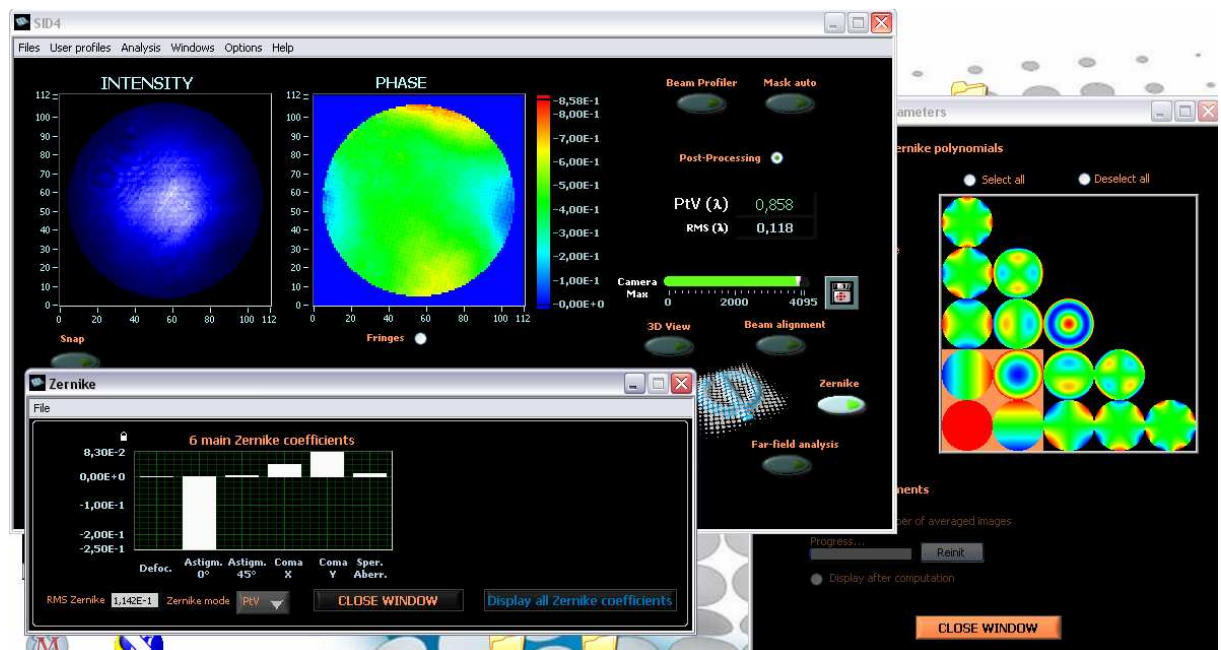 SID4
Files User profiles Analysis Windows Options Help
INTENSITY
PHASE
112
100
90
80
70
60
50
40
30
20
10
0
0 20 40 60 80 100 112
112
100
90
80
70
60
50
40
30
20
10
0
0 20 40 60 80 100 112
8,58E-1
8,00E-1
7,00E-1
6,00E-1
5,00E-1
4,00E-1
3,00E-1
2,00E-1
1,00E-1
0,00E+0
Snap
Fringes
Beam Profiler Mask auto
Post-Processing
PtV (λ) 0,858
RMS (λ) 0,118
Camera
Max
0 2000 4095
3D View Beam alignment
Zernike
Far-field analysis
ameters
ernike polynomials
Select all Deselect all
ments
ber of averaged images
Progress...
Reinit
Display after computation
CLOSE WINDOW
Zernike
File
6 main Zernike coefficients
8,30E-2
0,00E+0
-1,00E-1
-2,00E-1
-2,50E-1
Defoc. Astigm. Astigm. Coma Coma Sper.
0° 45° X Y Aberr.
RMS Zernike 1,142E-1 Zernike mode PtV CLOSE WINDOW Display all Zernike coefficients
M